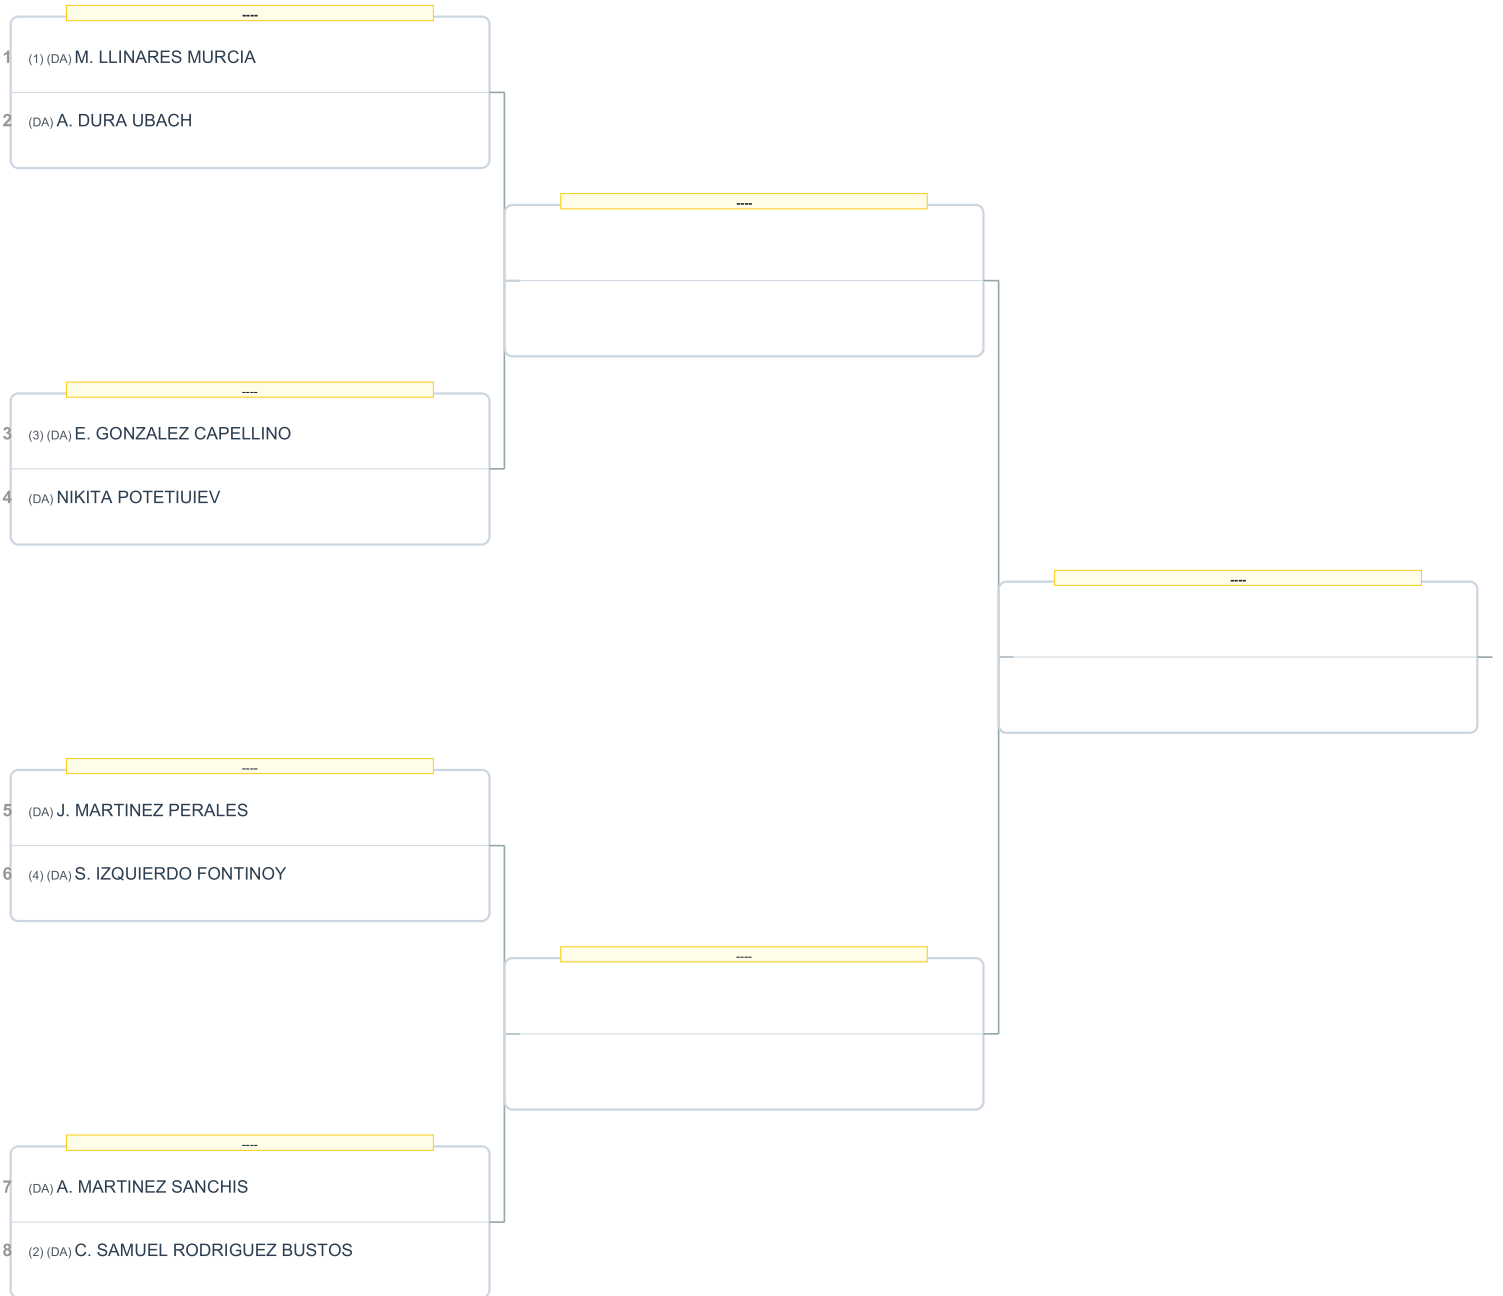 ----
1 (1) (DA) M. LLINARES MURCIA
2 (DA) A. DURA UBACH
----
----
3 (3) (DA) E. GONZALEZ CAPELLINO
4 (DA) NIKITA POTETIUIEV
----
----
5 (DA) J. MARTINEZ PERALES
6 (4) (DA) S. IZQUIERDO FONTINOY
----
----
7 (DA) A. MARTINEZ SANCHIS
8 (2) (DA) C. SAMUEL RODRIGUEZ BUSTOS